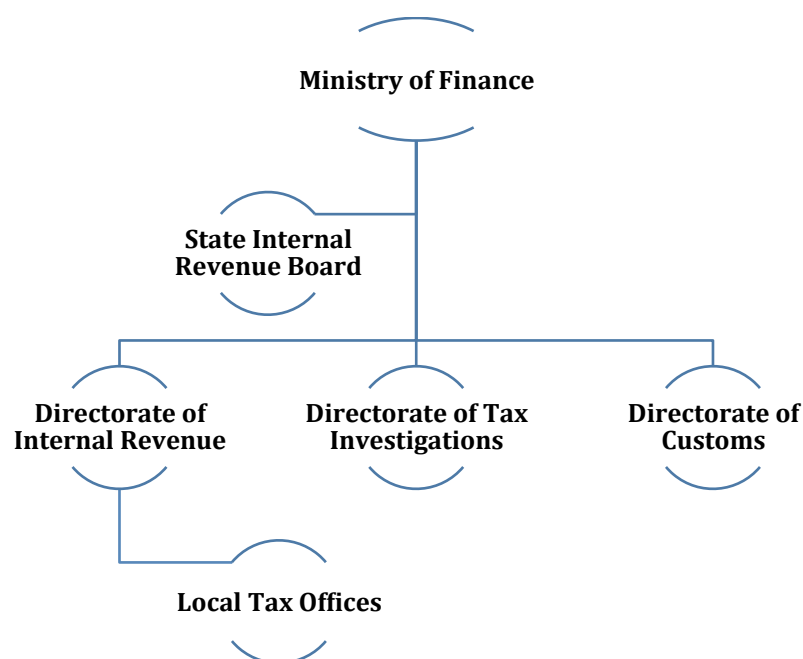 Ministry of Finance
State Internal
Revenue Board
Directorate of
Internal Revenue
Directorate of Tax
Investigations
Directorate of
Customs
Local Tax Offices